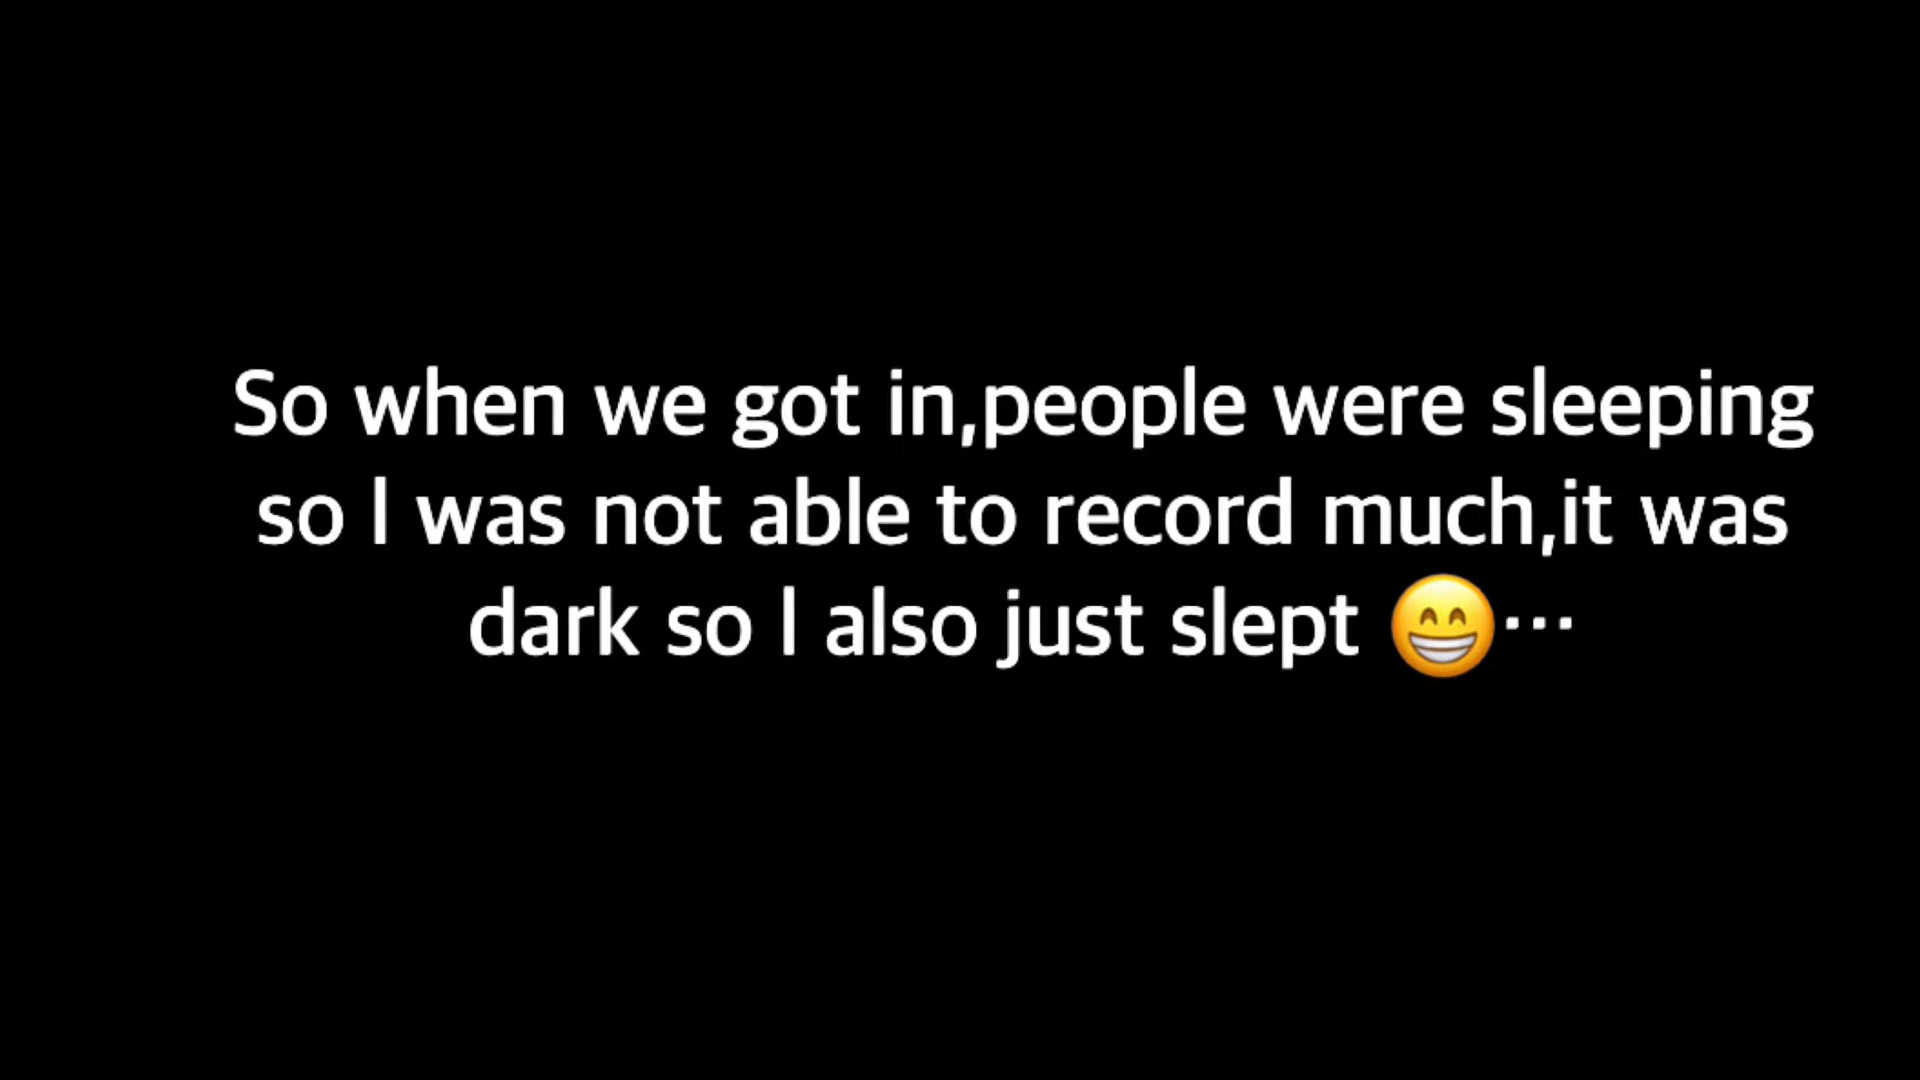 So when we got in,people were sleeping
so I was not able to record much,it was
dark so I also just slept 😁…